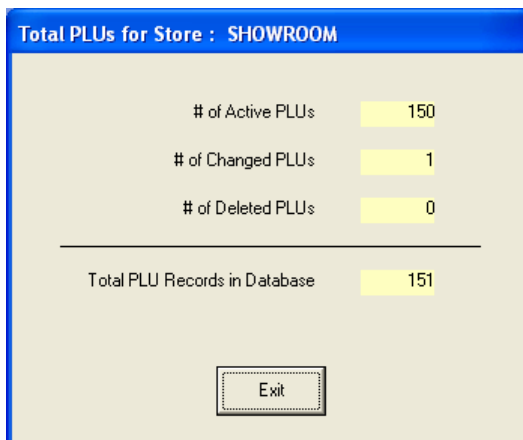 Total PLUs for Store : SHOWROOM
# of Active PLUs 150
# of Changed PLUs 1
# of Deleted PLUs 0
Total PLU Records in Database 151
Exit